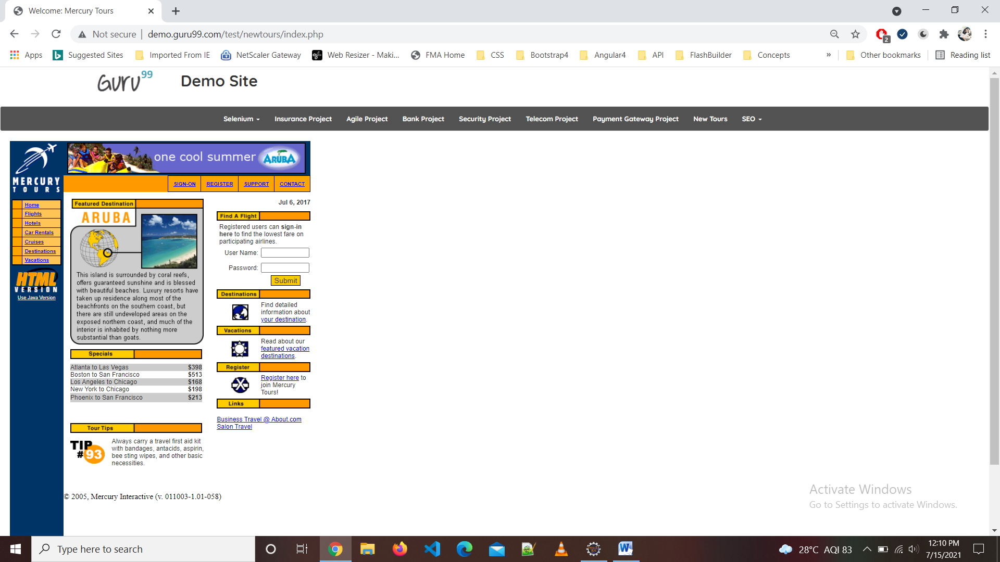 Welcome: Mercury Tours
Not secure | demo.guru99.com/test/newtours/index.php
2
Apps Suggested Sites Imported From IE NetScaler Gateway Web Resizer - Maki... FMA Home CSS Bootstrap4 Angular4 API FlashBuilder Concepts » Other bookmarks Reading list
Guru99 Demo Site
Selenium Insurance Project Agile Project Bank Project Security Project Telecom Project Payment Gateway Project New Tours SEO
one cool summer ARUBA
MERCURY
TOURS
SIGN-ON REGISTER SUPPORT CONTACT
Home
Flights
Hotels
Car Rentals
Cruises
Destinations
Vacations
HTML
VERSION
Use Java Version
Featured Destination
ARUBA
This island is surrounded by coral reefs,
offers guaranteed sunshine and is blessed
with beautiful beaches. Luxury resorts have
taken up residence along most of the
beachfronts on the southern coast, but
there are still undeveloped areas on the
exposed northern coast, and much of the
interior is inhabited by nothing more
substantial than goats.
Specials
Atlanta to Las Vegas $398
Boston to San Francisco $513
Los Angeles to Chicago $168
New York to Chicago $198
Phoenix to San Francisco $213
Tour Tips
TIP
#93
Always carry a travel first aid kit
with bandages, antacids, aspirin,
bee sting wipes, and other basic
necessities.
Jul 6, 2017
Find A Flight
Registered users can sign-in
here to find the lowest fare on
participating airlines.
User Name:
Password:
Submit
Destinations
Find detailed
information about
your destination.
Vacations
Read about our
featured vacation
destinations.
Register
Register here to
join Mercury
Tours!
Links
Business Travel @ About.com
Salon Travel
© 2005, Mercury Interactive (v. 011003-1.01-058)
Activate Windows
Go to Settings to activate Windows.
Type here to search
28°C AQI 83
12:10 PM
7/15/2021